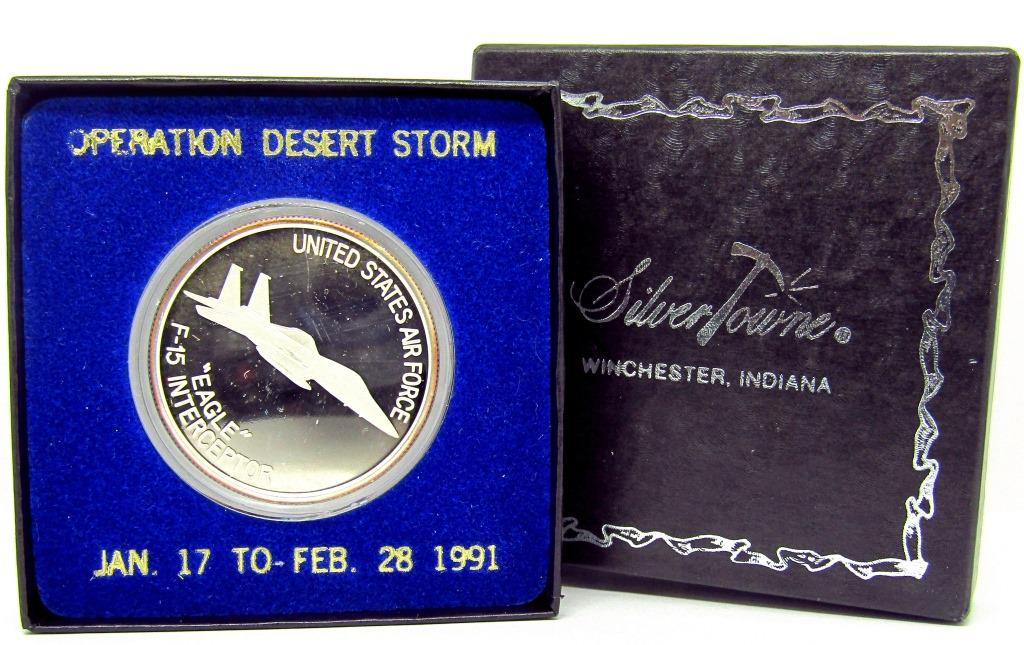 OPERATION DESERT STORM
UNITED STATES AIR FORCE
"EAGLE"
F-15 INTERCEPTOR
JAN. 17 TO- FEB. 28 1991
SilverTowne®
WINCHESTER, INDIANA